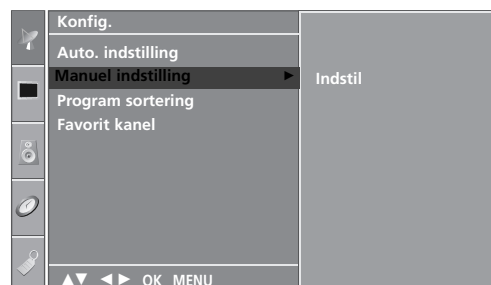 Konfig.
Auto. indstilling
Manuel indstilling ►
Indstil
Program sortering
Favorit kanel
▲▼ ◄► OK MENU